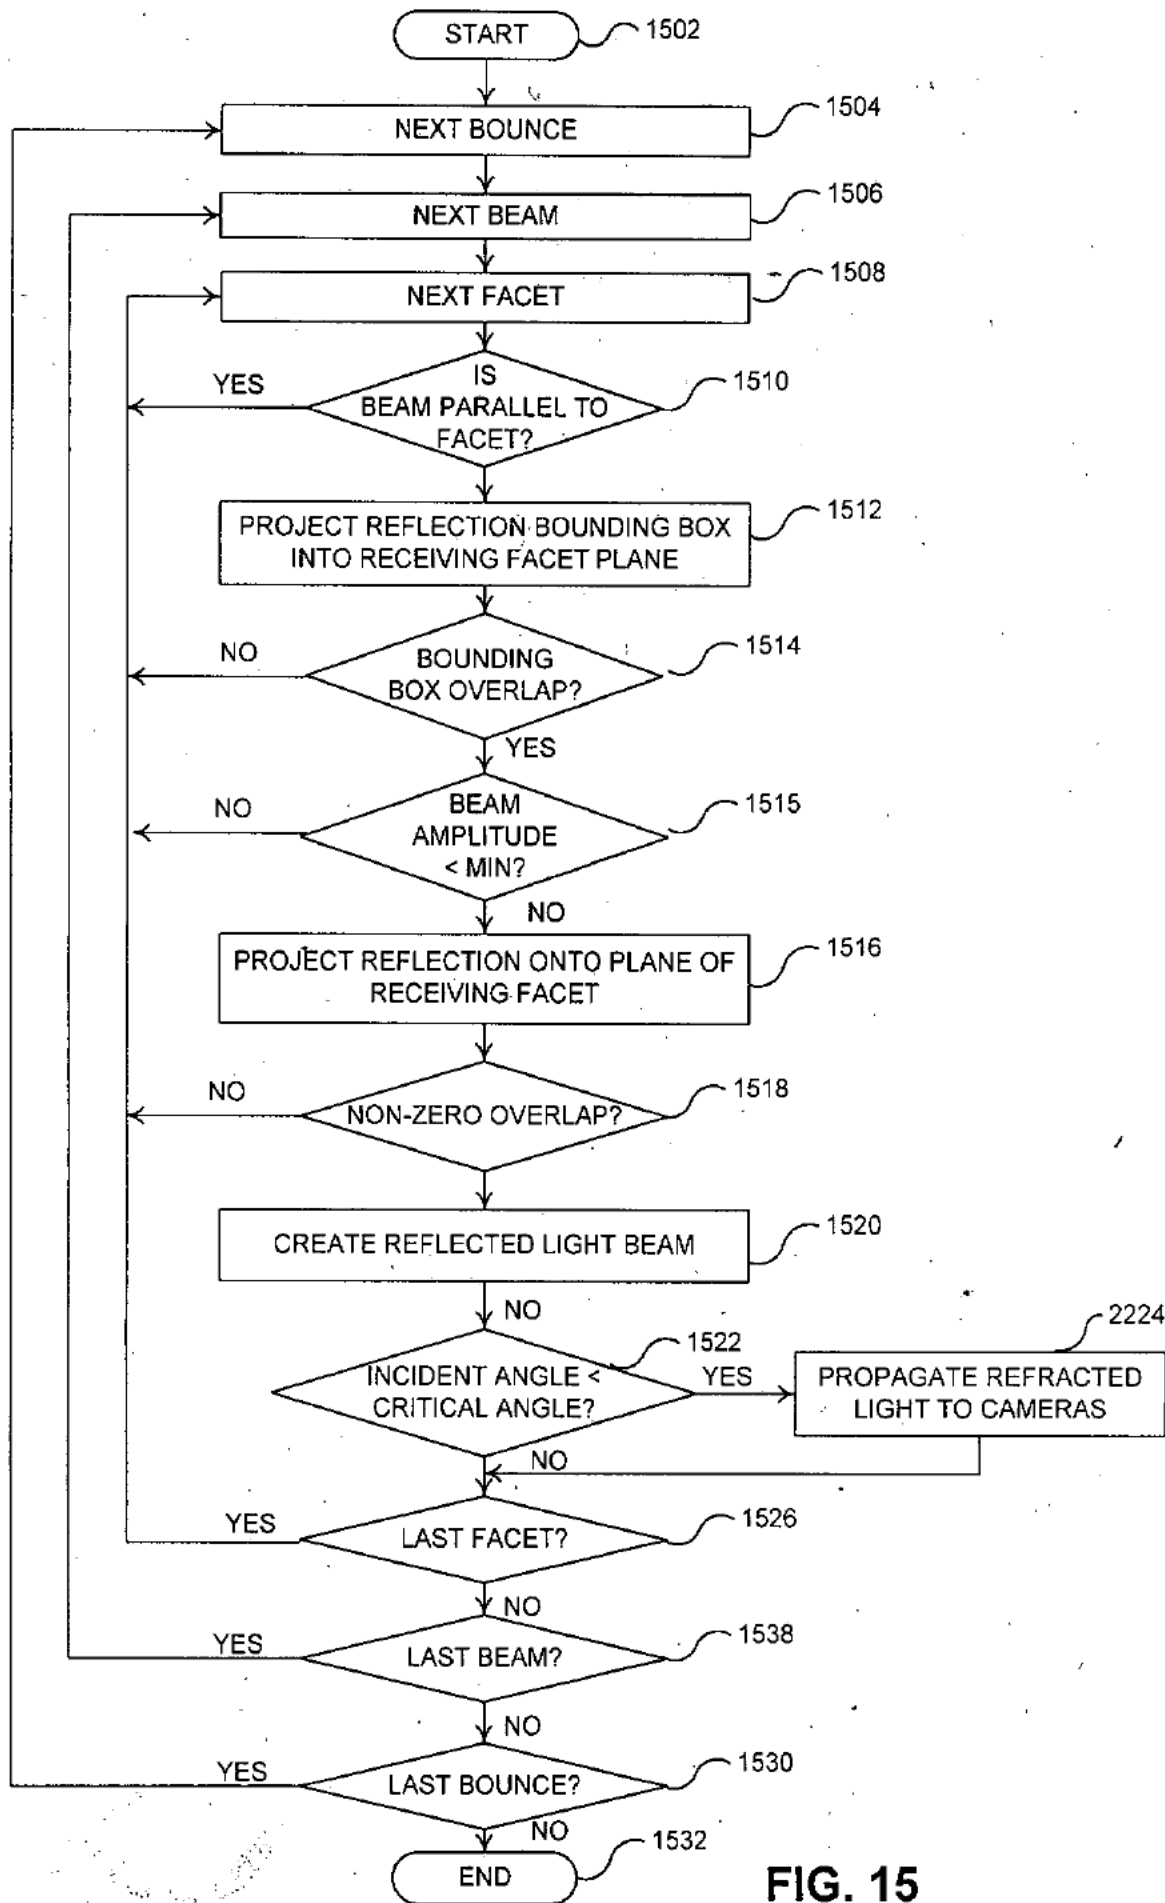 START
1502
NEXT BOUNCE
1504
NEXT BEAM
1506
NEXT FACET
1508
IS
BEAM PARALLEL TO
FACET?
YES
1510
PROJECT REFLECTION BOUNDING BOX
INTO RECEIVING FACET PLANE
1512
BOUNDING
BOX OVERLAP?
NO
1514
YES
BEAM
AMPLITUDE
< MIN?
NO
1515
NO
PROJECT REFLECTION ONTO PLANE OF
RECEIVING FACET
1516
NON-ZERO OVERLAP?
NO
1518
CREATE REFLECTED LIGHT BEAM
1520
NO
INCIDENT ANGLE <
CRITICAL ANGLE?
1522
YES
2224
PROPAGATE REFRACTED
LIGHT TO CAMERAS
NO
LAST FACET?
YES
1526
NO
LAST BEAM?
YES
1538
NO
LAST BOUNCE?
YES
1530
NO
END
1532
FIG. 15